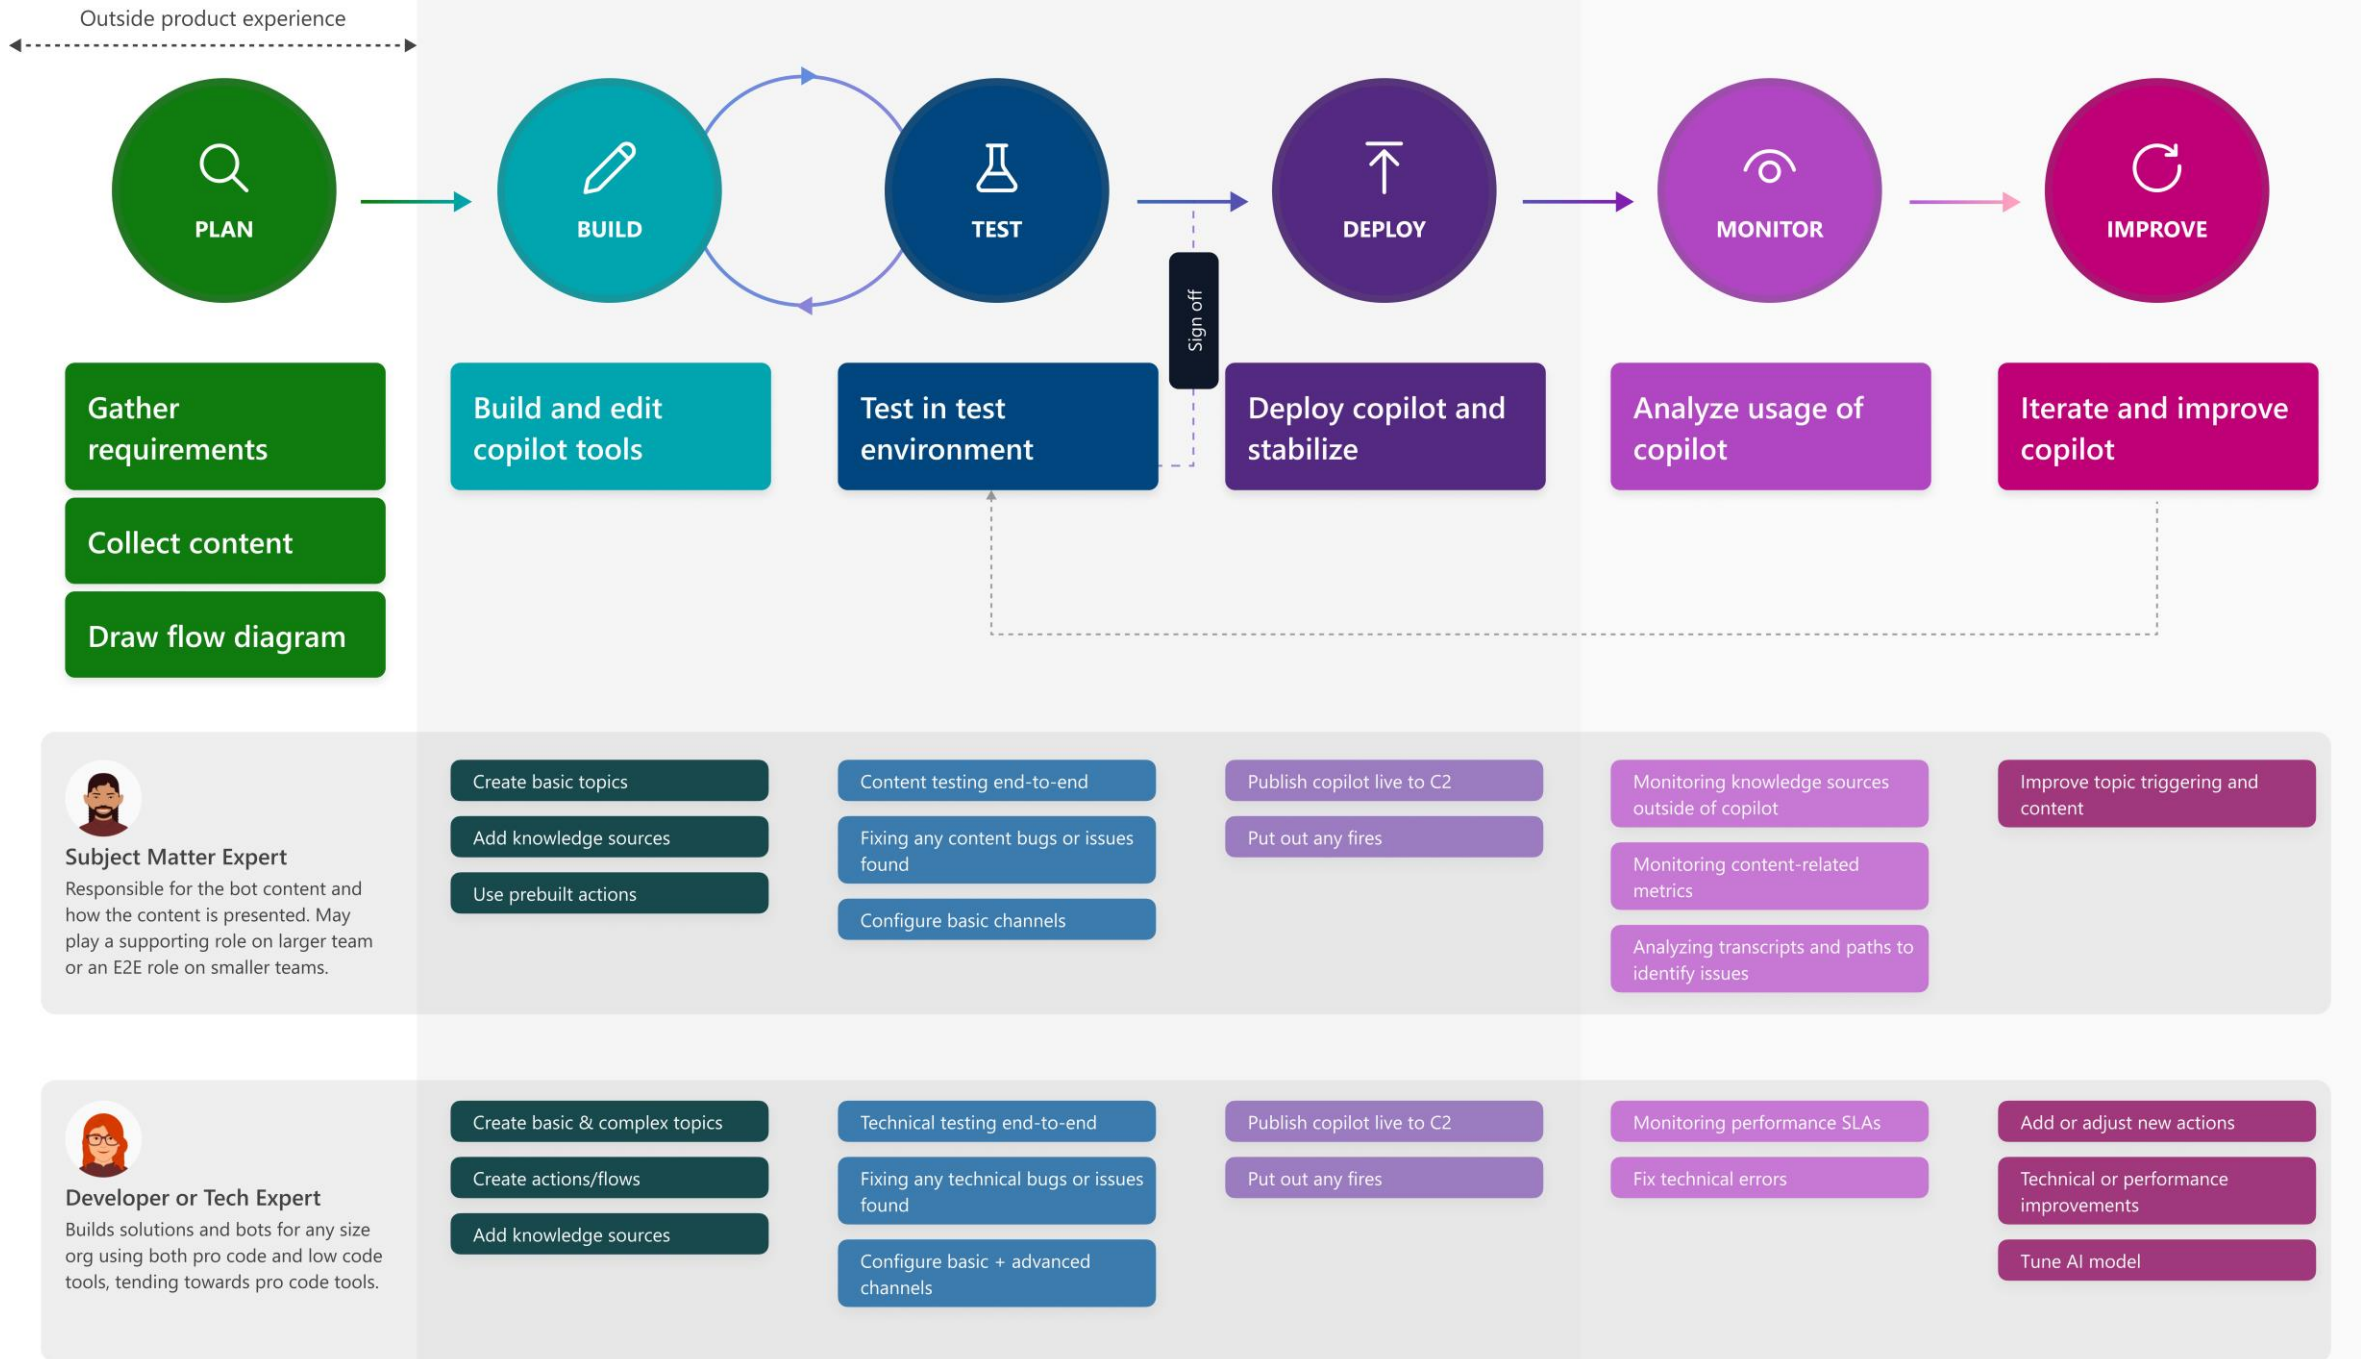 Outside product experience
PLAN
BUILD
TEST
DEPLOY
MONITOR
IMPROVE
Sign off
Gather
requirements
Collect content
Draw flow diagram
Build and edit
copilot tools
Test in test
environment
Deploy copilot and
stabilize
Analyze usage of
copilot
Iterate and improve
copilot
Subject Matter Expert
Responsible for the bot content and
how the content is presented. May
play a supporting role on larger team
or an E2E role on smaller teams.
Create basic topics
Add knowledge sources
Use prebuilt actions
Content testing end-to-end
Fixing any content bugs or issues
found
Configure basic channels
Publish copilot live to C2
Put out any fires
Monitoring knowledge sources
outside of copilot
Monitoring content-related
metrics
Analyzing transcripts and paths to
identify issues
Improve topic triggering and
content
Developer or Tech Expert
Builds solutions and bots for any size
org using both pro code and low code
tools, tending towards pro code tools.
Create basic & complex topics
Create actions/flows
Add knowledge sources
Technical testing end-to-end
Fixing any technical bugs or issues
found
Configure basic + advanced
channels
Publish copilot live to C2
Put out any fires
Monitoring performance SLAs
Fix technical errors
Add or adjust new actions
Technical or performance
improvements
Tune AI model